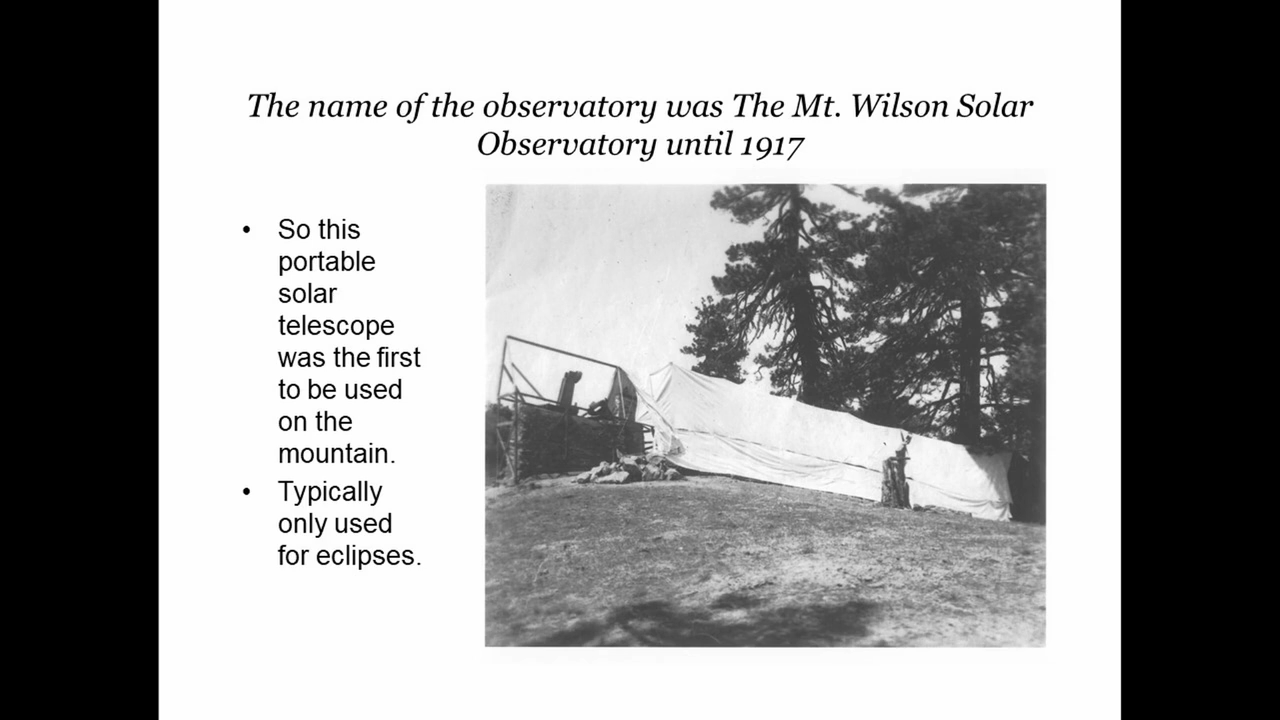 The name of the observatory was The Mt. Wilson Solar
Observatory until 1917
• So this
portable
solar
telescope
was the first
to be used
on the
mountain.
• Typically
only used
for eclipses.